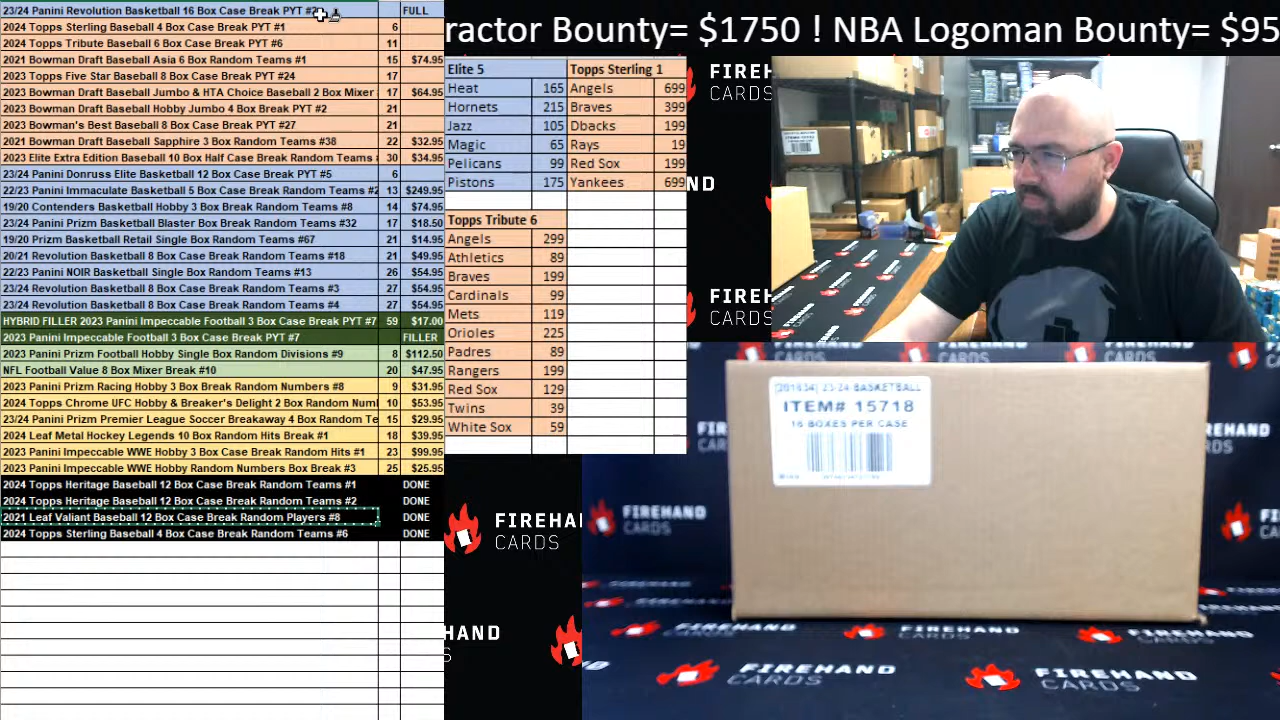 23/24 Panini Revolution Basketball 16 Box Case Break PYT FULL
2024 Topps Sterling Baseball 4 Box Case Break PYT #1 6
2024 Topps Tribute Baseball 6 Box Case Break PYT #6 11
2021 Bowman Draft Baseball Asia 6 Box Random Teams #1 15 $74.95
2023 Topps Five Star Baseball 8 Box Case Break PYT #24 17
2023 Bowman Draft Baseball Jumbo & HTA Choice Baseball 2 Box Mixer 17 $64.95
2023 Bowman Draft Baseball Hobby Jumbo 4 Box Break PYT #2 21
2023 Bowman's Best Baseball 8 Box Case Break PYT #27 21
2021 Bowman Draft Baseball Sapphire 3 Box Random Teams #38 22 $32.95
2023 Elite Extra Edition Baseball 10 Box Half Case Break Random Teams 30 $34.95
23/24 Panini Donruss Elite Basketball 12 Box Case Break PYT #5 6
22/23 Panini Immaculate Basketball 5 Box Case Break Random Teams #2 13 $249.95
19/20 Contenders Basketball Hobby 3 Box Break Random Teams #8 14 $74.95
23/24 Panini Prizm Basketball Blaster Box Break Random Teams #32 17 $18.50
19/20 Prizm Basketball Retail Single Box Random Teams #67 21 $14.95
20/21 Revolution Basketball 8 Box Case Break Random Teams #18 21 $49.95
22/23 Panini NOIR Basketball Single Box Random Teams #13 26 $54.95
23/24 Revolution Basketball 8 Box Break Random Teams #3 27 $54.95
23/24 Revolution Basketball 8 Box Break Random Teams #4 27 $54.95
HYBRID FILLER 2023 Panini Impeccable Football 3 Box Case Break PYT #7 59 $17.00
2023 Panini Impeccable Football 3 Box Case Break PYT #7 FILLER
2023 Panini Prizm Football Hobby Single Box Random Divisions #9 8 $112.50
NFL Football Value 8 Box Mixer Break #10 20 $47.95
2023 Panini Prizm Racing Hobby 3 Box Break Random Numbers #8 9 $31.95
2024 Topps Chrome UFC Hobby & Breaker's Delight 2 Box Random Num 10 $53.95
23/24 Panini Prizm Premier League Soccer Breakaway 4 Box Random Te 15 $29.95
2024 Leaf Metal Hockey Legends 10 Box Random Hits Break #1 18 $39.95
2023 Panini Impeccable WWE Hobby 3 Box Case Break Random Hits #1 23 $99.95
2023 Panini Impeccable WWE Hobby Random Numbers Box Break #3 25 $25.95
2024 Topps Heritage Baseball 12 Box Case Break Random Teams #1 DONE
2024 Topps Heritage Baseball 12 Box Case Break Random Teams #2 DONE
2021 Leaf Valiant Baseball 12 Box Case Break Random Players #8 DONE
2024 Topps Sterling Baseball 4 Box Case Break Random Teams #6 DONE
ractor Bounty= $1750 ! NBA Logoman Bounty= $95
Elite 5 Topps Sterling 1
Heat 165 Angels 699
Hornets 215 Braves 399
Jazz 105 Dbacks 199
Magic 65 Rays 19
Pelicans 99 Red Sox 199
Pistons 175 Yankees 699
Topps Tribute 6
Angels 299
Athletics 89
Braves 199
Cardinals 99
Mets 119
Orioles 225
Padres 89
Rangers 199
Red Sox 129
Twins 39
White Sox 59
FIREH
CARDS
ND
FIREH
CARDS
FIREHA
CARDS
HAND
S
[201834] 23-24 BASKETBALL
ITEM# 15718
16 BOXES PER CASE
FIREHAND
CARDS
FIREHAND
CARDS
HAND
FIREHAND
FIREHAND
FIREHAND
CARDS
FIREHAND
CARDS